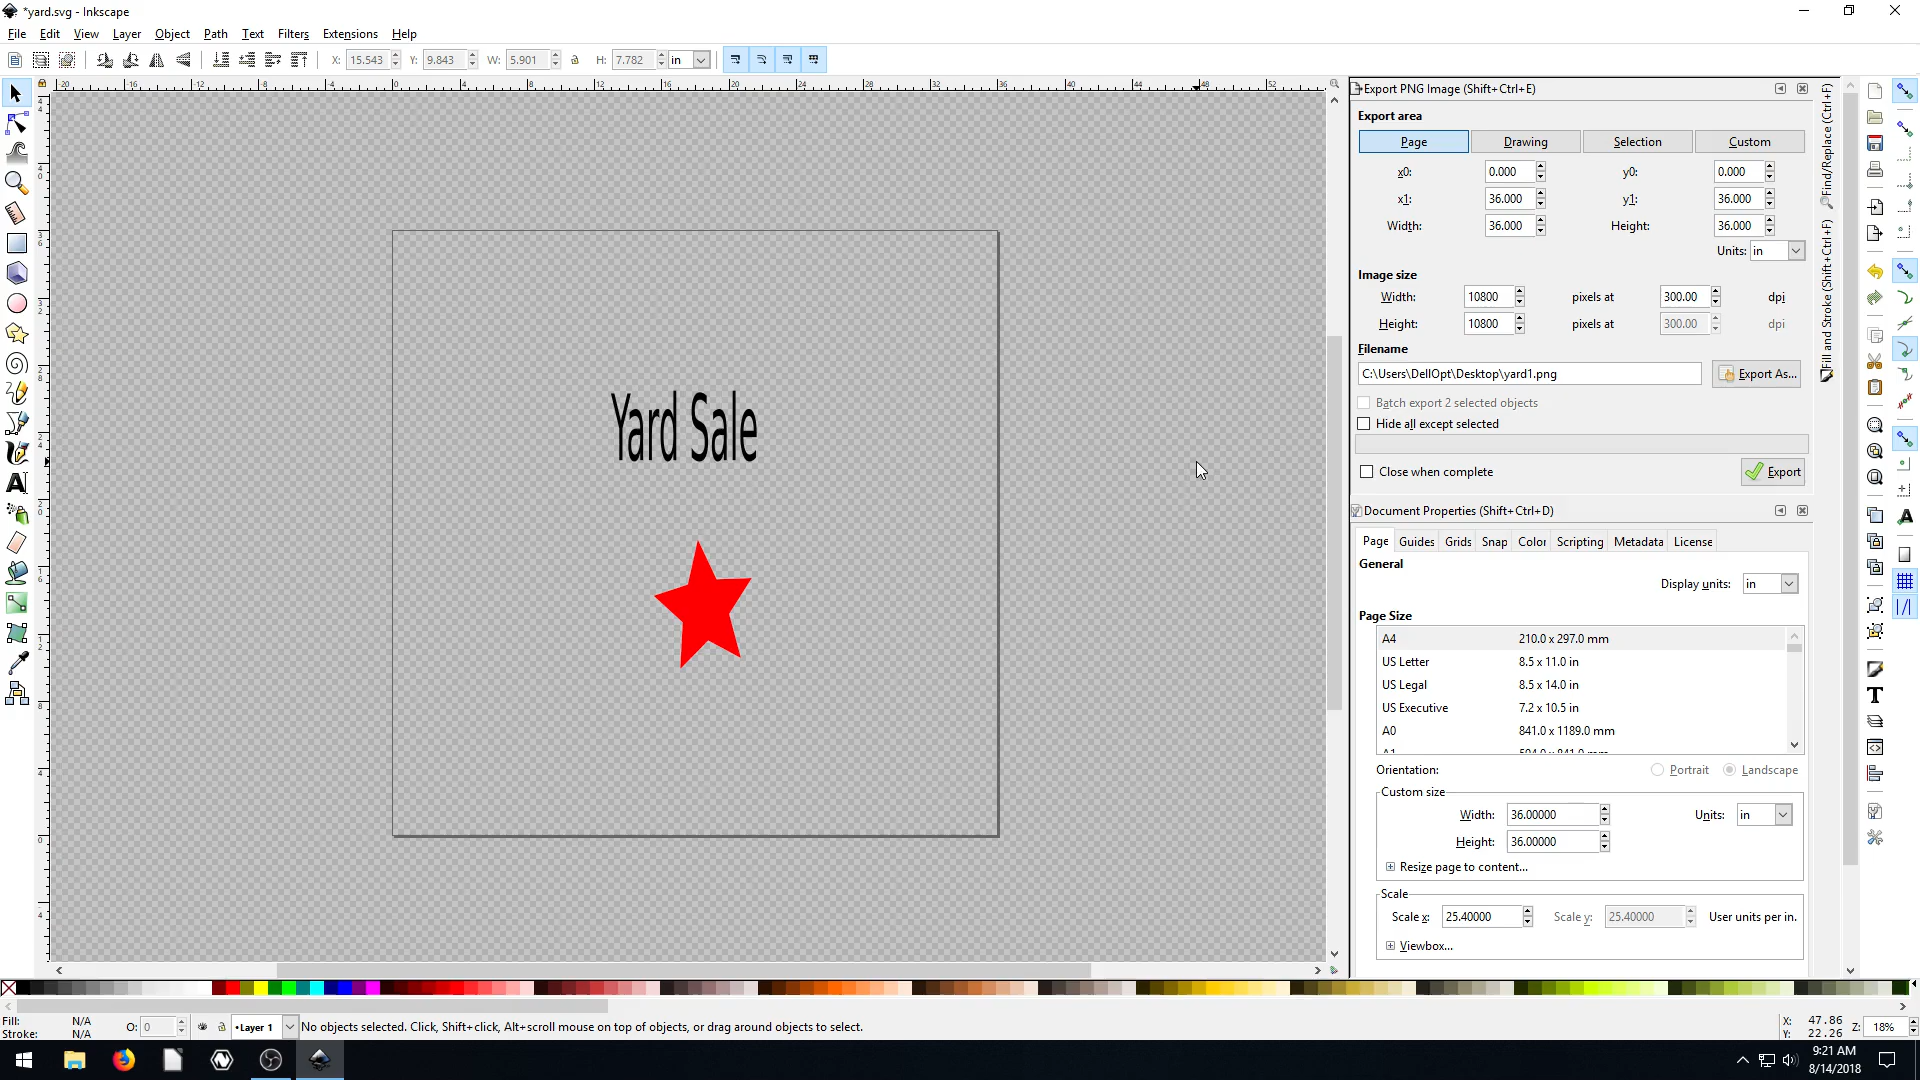 *yard.svg - Inkscape
File Edit View Layer Object Path Text Filters Extensions Help
X: 15.543 Y: 9.843 W: 5.901 H: 7.782 in
Export PNG Image (Shift+Ctrl+E)
Export area
Page Drawing Selection Custom
x0: 0.000 y0: 0.000
x1: 36.000 y1: 36.000
Width: 36.000 Height: 36.000
Units: in
Image size
Width: 10800 pixels at 300.00 dpi
Height: 10800 pixels at 300.00 dpi
Filename
C:\Users\DellOpt\Desktop\yard1.png Export As...
Batch export 2 selected objects
Hide all except selected
Close when complete Export
Find/Replace (Ctrl+F)
Fill and Stroke (Shift+Ctrl+F)
Yard Sale
Document Properties (Shift+Ctrl+D)
Page Guides Grids Snap Color Scripting Metadata License
General
Display units: in
Page Size
A4 210.0 x 297.0 mm
US Letter 8.5 x 11.0 in
US Legal 8.5 x 14.0 in
US Executive 7.2 x 10.5 in
A0 841.0 x 1189.0 mm
Orientation: Portrait Landscape
Custom size
Width: 36.00000 Units: in
Height: 36.00000
Resize page to content...
Scale
Scale x: 25.40000 Scale y: 25.40000 User units per in.
Viewbox...
Fill: N/A
Stroke: N/A
O: 0 •Layer 1 No objects selected. Click, Shift+click, Alt+scroll mouse on top of objects, or drag around objects to select.
X: 47.86
Y: 22.26
Z: 18%
9:21 AM
8/14/2018